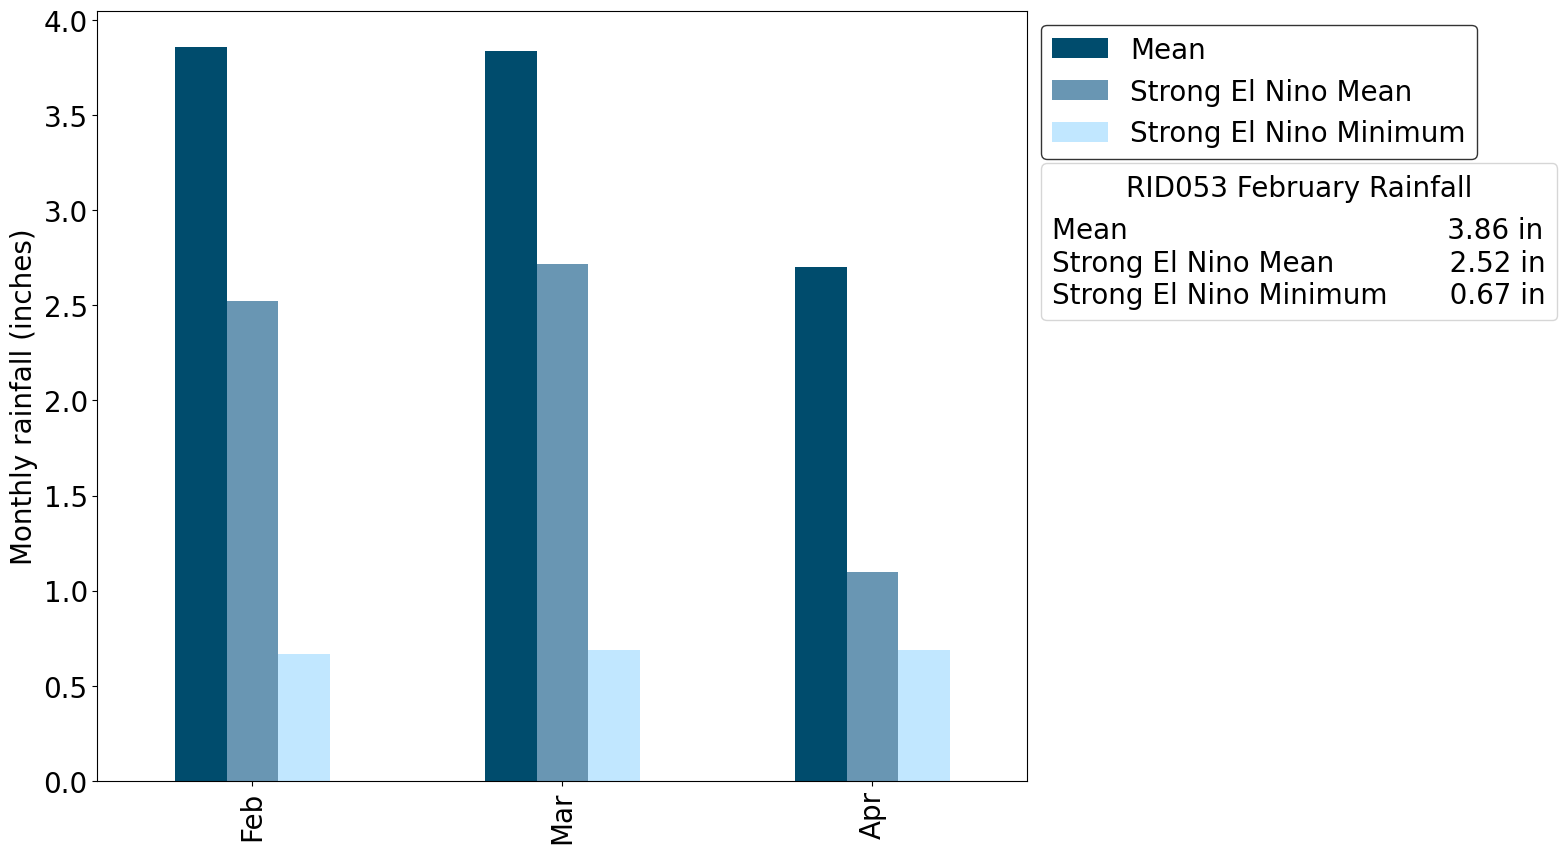 Monthly rainfall (inches)
4.0
3.5
3.0
2.5
2.0
1.5
1.0
0.5
0.0
Feb
Mar
Apr
Mean
Strong El Nino Mean
Strong El Nino Minimum
RID053 February Rainfall
Mean 3.86 in
Strong El Nino Mean 2.52 in
Strong El Nino Minimum 0.67 in